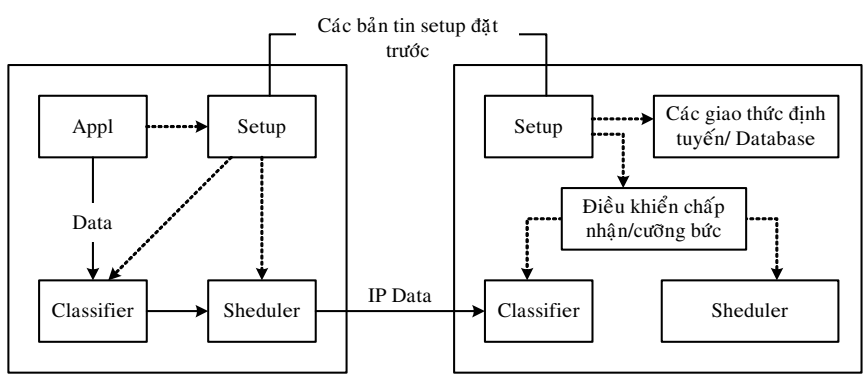 Các bản tin setup đặt
trước
Appl
Setup
Data
Classifier
Sheduler
IP Data
Setup
Các giao thức định
tuyến/ Database
Điều khiển chấp
nhận/cưỡng bức
Classifier
Sheduler